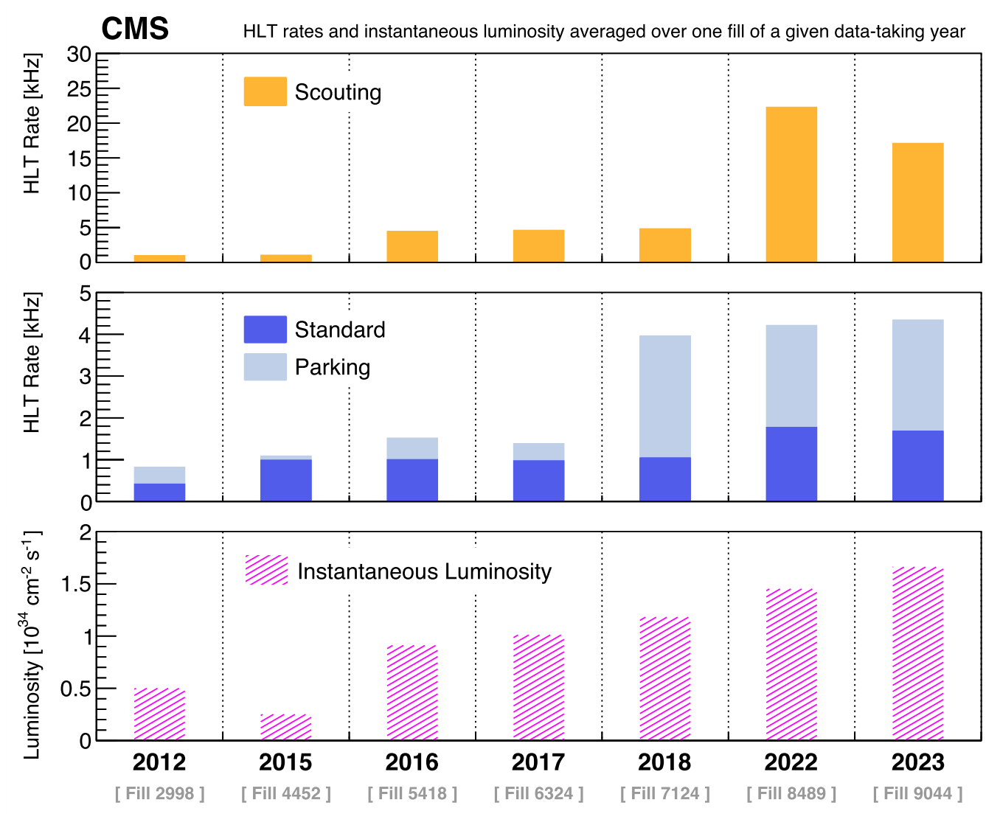 CMS
HLT rates and instantaneous luminosity averaged over one fill of a given data-taking year
HLT Rate [kHz]
30
25
20
15
10
5
0
Scouting
HLT Rate [kHz]
5
4
3
2
1
0
Standard
Parking
Luminosity [10³⁴ cm⁻² s⁻¹]
2
1.5
1
0.5
0
Instantaneous Luminosity
2012 2015 2016 2017 2018 2022 2023
[ Fill 2998 ] [ Fill 4452 ] [ Fill 5418 ] [ Fill 6324 ] [ Fill 7124 ] [ Fill 8489 ] [ Fill 9044 ]